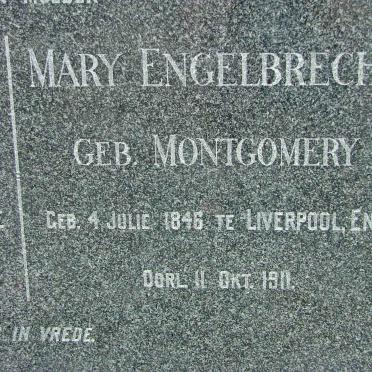 MARY ENGELBRECH
GEB. MONTGOMERY
GEB. 4 JULIE 1846 TE LIVERPOOL, EN
OORL. 11 OKT. 1911.
IN VREDE.